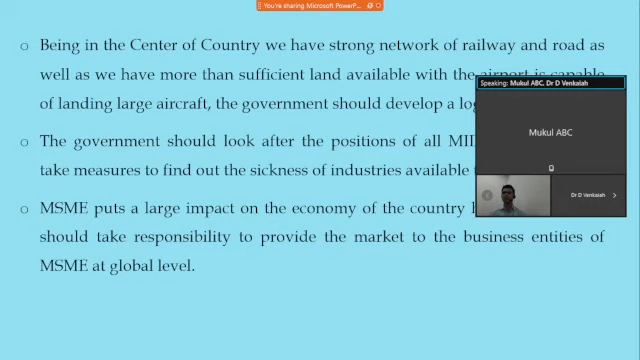 You're sharing Microsoft PowerP...
o Being in the Center of Country we have strong network of railway and road as
well as we have more than sufficient land available with the airport is capable
of landing large aircraft, the government should develop a
o The government should look after the positions of all
take measures to find out the sickness of industries available
o MSME puts a large impact on the economy of the country
should take responsibility to provide the market to the business entities of
MSME at global level.
Speaking: Mukul ABC, Dr D Venkaiah
Mukul ABC
Dr D Venkaiah